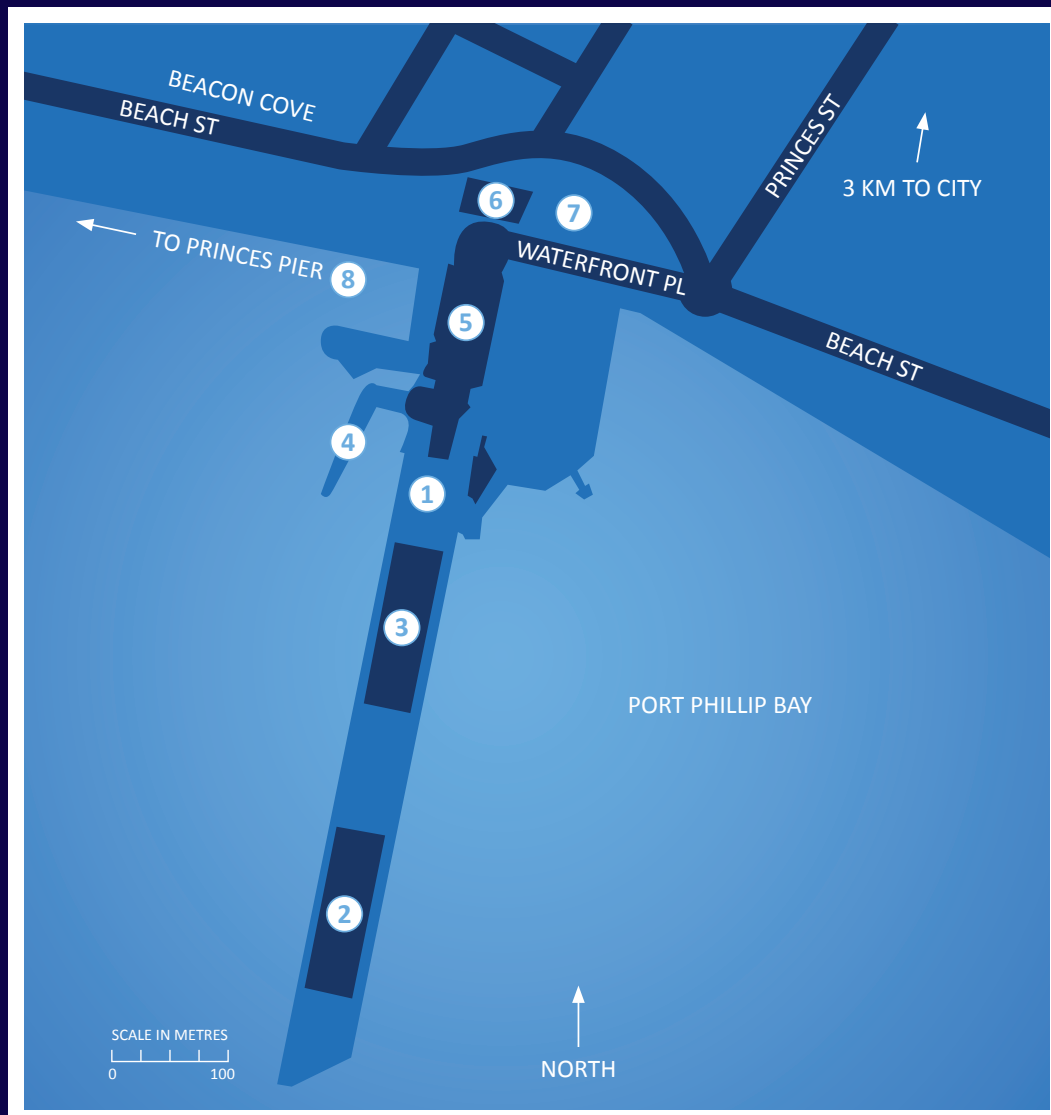 BEACON COVE
BEACH ST
PRINCES ST
3 KM TO CITY
6
7
TO PRINCES PIER
8
WATERFRONT PL
5
BEACH ST
4
1
3
PORT PHILLIP BAY
2
SCALE IN METRES
0 100
NORTH